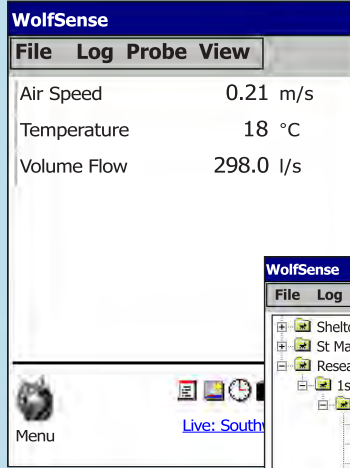 WolfSense
File Log Probe View
Air Speed 0.21 m/s
Temperature 18 °C
Volume Flow 298.0 l/s
Menu
Live:
WolfSense
File Log